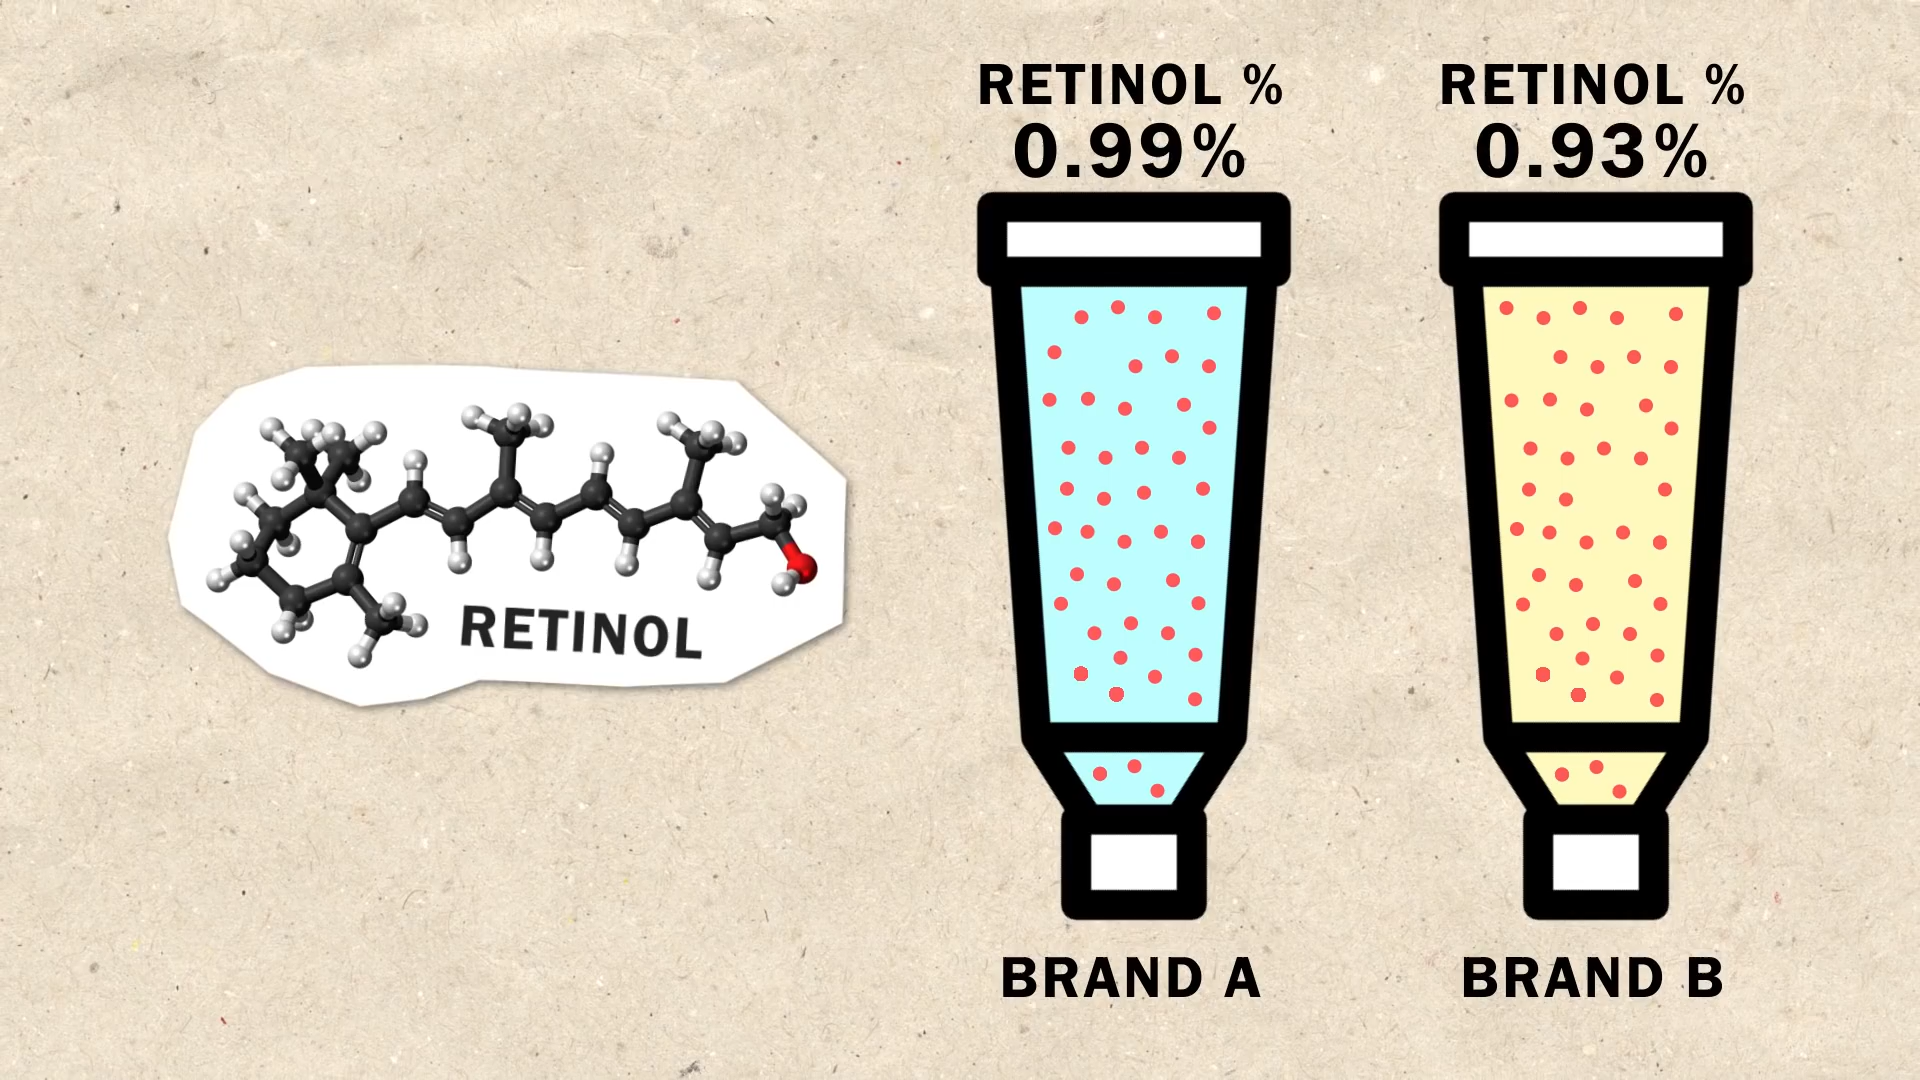 RETINOL
RETINOL %
0.99%
BRAND A
RETINOL %
0.93%
BRAND B